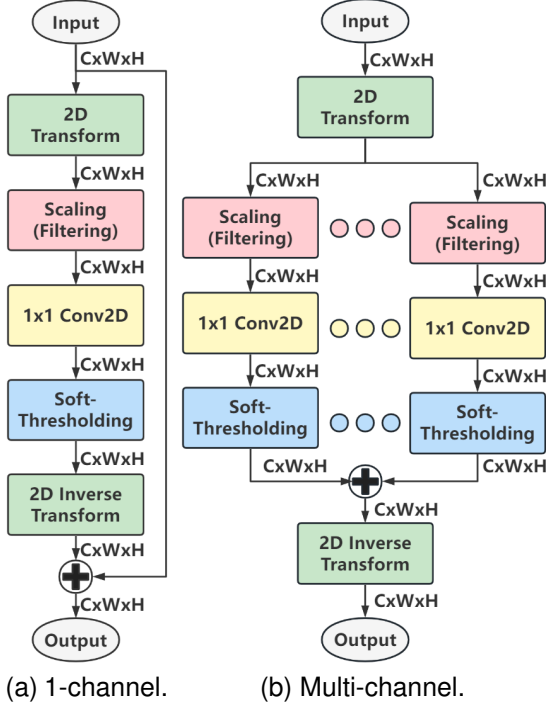 Input
CxWxH
2D
Transform
CxWxH
Scaling
(Filtering)
CxWxH
1x1 Conv2D
CxWxH
Soft-
Thresholding
CxWxH
2D Inverse
Transform
CxWxH
CxWxH
Output
(a) 1-channel.
Input
CxWxH
2D
Transform
CxWxH
Scaling
(Filtering)
CxWxH
1x1 Conv2D
CxWxH
Soft-
Thresholding
CxWxH
CxWxH
Scaling
(Filtering)
CxWxH
1x1 Conv2D
CxWxH
Soft-
Thresholding
CxWxH
CxWxH
2D Inverse
Transform
CxWxH
Output
(b) Multi-channel.